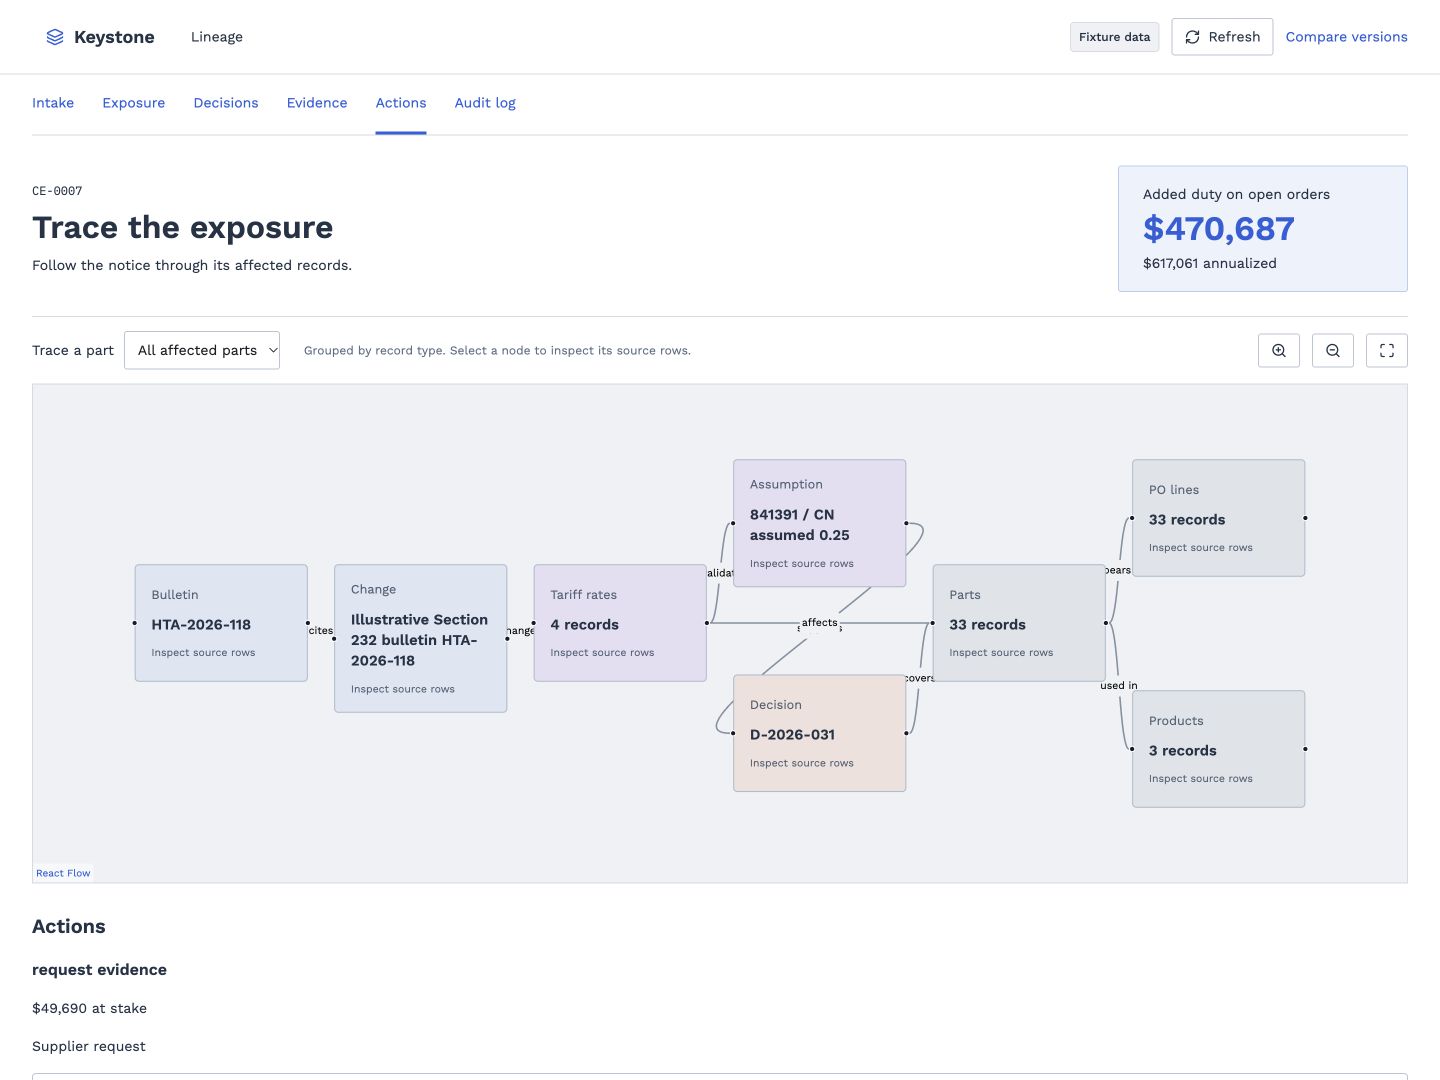 Keystone
Lineage
Fixture data
Refresh
Compare versions
Intake
Exposure
Decisions
Evidence
Actions
Audit log
CE-0007
Trace the exposure
Follow the notice through its affected records.
Added duty on open orders
$470,687
$617,061 annualized
Trace a part
All affected parts
Grouped by record type. Select a node to inspect its source rows.
Bulletin
HTA-2026-118
Inspect source rows
cites
Change
Illustrative Section
232 bulletin HTA-
2026-118
Inspect source rows
Tariff rates
4 records
Inspect source rows
Assumption
841391 / CN
assumed 0.25
Inspect source rows
affects
Decision
D-2026-031
Inspect source rows
covers
Parts
33 records
Inspect source rows
PO lines
33 records
Inspect source rows
used in
Products
3 records
Inspect source rows
React Flow
Actions
request evidence
$49,690 at stake
Supplier request